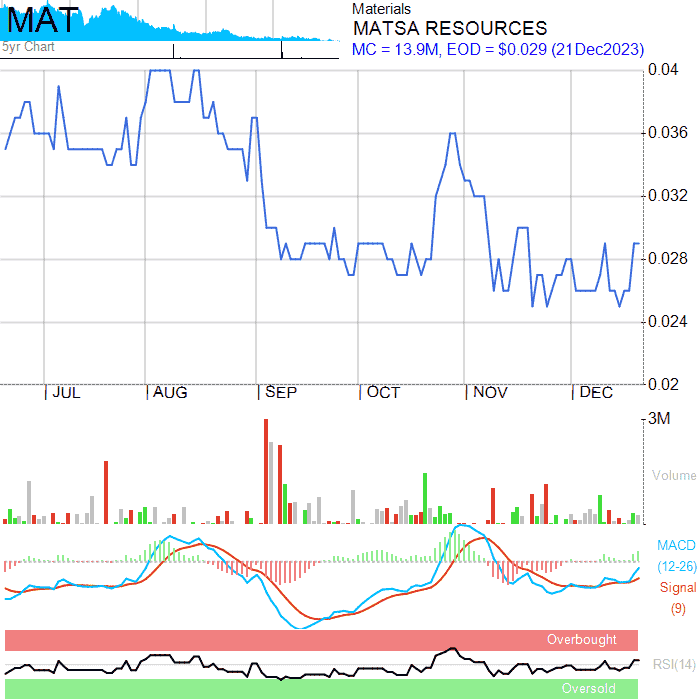 MAT
5yr Chart
Materials
MATSA RESOURCES
MC = 13.9M, EOD = $0.029 (21Dec2023)
0.04
0.036
0.032
0.028
0.024
0.02
JUL
AUG
SEP
OCT
NOV
DEC
3M
Volume
MACD
(12-26)
Signal
(9)
Overbought
RSI(14)
Oversold